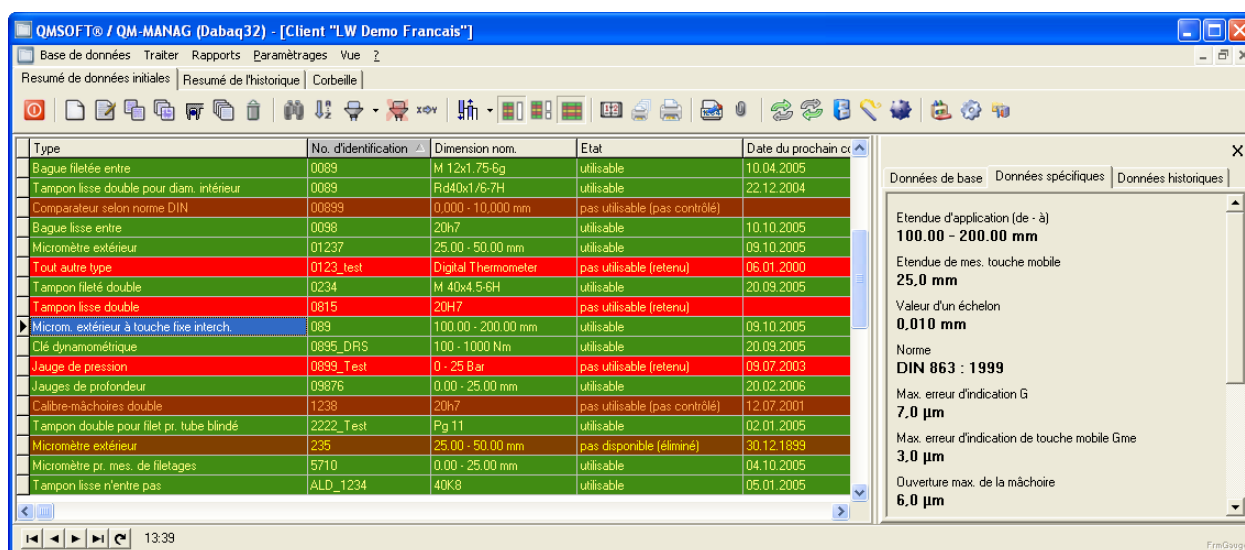 QMSOFT® / QM-MANAG (Dabaq32) - [Client "LW Demo Francais"]
Base de données Traiter Rapports Paramètrages Vue ?
Resumé de données initiales Resumé de l'historique Corbeille
Type No. d'identification Dimension nom. Etat Date du prochain co
Bague filetée entre 0089 M 12x1.75-6g utilisable 10.04.2005
Tampon lisse double pour diam. intérieur 0089 Rd40x1/6-7H utilisable 22.12.2004
Comparateur selon norme DIN 00899 0,000 - 10,000 mm pas utilisable (pas contrôlé)
Bague lisse entre 0098 20h7 utilisable 10.10.2005
Micromètre extérieur 01237 25.00 - 50.00 mm utilisable 09.10.2005
Tout autre type 0123_test Digital Thermometer pas utilisable (retenu) 06.01.2000
Tampon fileté double 0234 M 40x4.5-6H utilisable 20.09.2005
Tampon lisse double 0815 20H7 pas utilisable (retenu)
Microm. extérieur à touche fixe interch. 089 100.00 - 200.00 mm utilisable 09.10.2005
Clé dynamométrique 0895_DRS 100 - 1000 Nm utilisable 20.09.2005
Jauge de pression 0899_Test 0 - 25 Bar pas utilisable (retenu) 09.07.2003
Jauges de profondeur 09876 0.00 - 25.00 mm utilisable 20.02.2006
Calibre-mâchoires double 1238 20h7 pas utilisable (pas contrôlé) 12.07.2001
Tampon double pour filet pr. tube blindé 2222_Test Pg 11 utilisable 02.01.2005
Micromètre extérieur 235 25.00 - 50.00 mm pas disponible (éliminé) 30.12.1899
Micromètre pr. mes. de filetages 5710 0.00 - 25.00 mm utilisable 04.10.2005
Tampon lisse n'entre pas ALD_1234 40K8 utilisable 05.01.2005
Données de base Données spécifiques Données historiques
Etendue d'application (de - à)
100.00 - 200.00 mm
Etendue de mes. touche mobile
25,0 mm
Valeur d'un échelon
0,010 mm
Norme
DIN 863 : 1999
Max. erreur d'indication G
7,0 µm
Max. erreur d'indication de touche mobile Gme
3,0 µm
Ouverture max. de la mâchoire
6,0 µm
13:39
FrmGauge